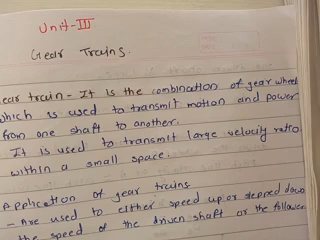 Unit-III
Gear Trains.
Gear train - It is the combination of gear wheel
which is used to transmit motion and power
from one shaft to another.
It is used to transmit large velocity ratio
within a small space.
Application of gear trains
- Are used to either speed up or stepped down
the speed of the driven shaft or the follower